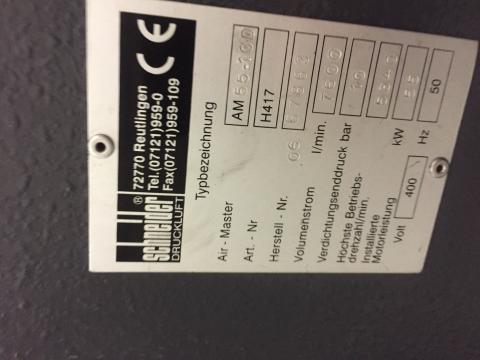 schneider
DRUCKLUFT
®
72770 Reutlingen
Tel.(07121)959-0
Fax(07121)959-109
CE
Typbezeichnung
Air - Master AM
Art. - Nr H417
Herstell - Nr.
Volumenstrom l/min. 7800
Verdichtungsenddruck bar 10
Höchste Betriebs-
drehzahl/min.
Installierte
Motorleistung kW 55
Volt 400 Hz 50